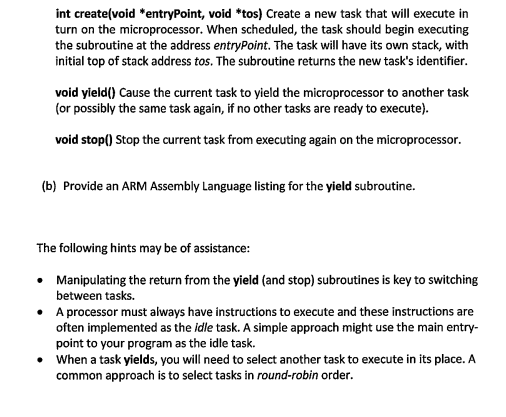 int create(void *entryPoint, void *tos) Create a new task that will execute in
turn on the microprocessor. When scheduled, the task should begin executing
the subroutine at the address entryPoint. The task will have its own stack, with
initial top of stack address tos. The subroutine returns the new task's identifier.
void yield() Cause the current task to yield the microprocessor to another task
(or possibly the same task again, if no other tasks are ready to execute).
void stop() Stop the current task from executing again on the microprocessor.
(b) Provide an ARM Assembly Language listing for the yield subroutine.
The following hints may be of assistance:
• Manipulating the return from the yield (and stop) subroutines is key to switching
between tasks.
• A processor must always have instructions to execute and these instructions are
often implemented as the idle task. A simple approach might use the main entry-
point to your program as the idle task.
• When a task yields, you will need to select another task to execute in its place. A
common approach is to select tasks in round-robin order.